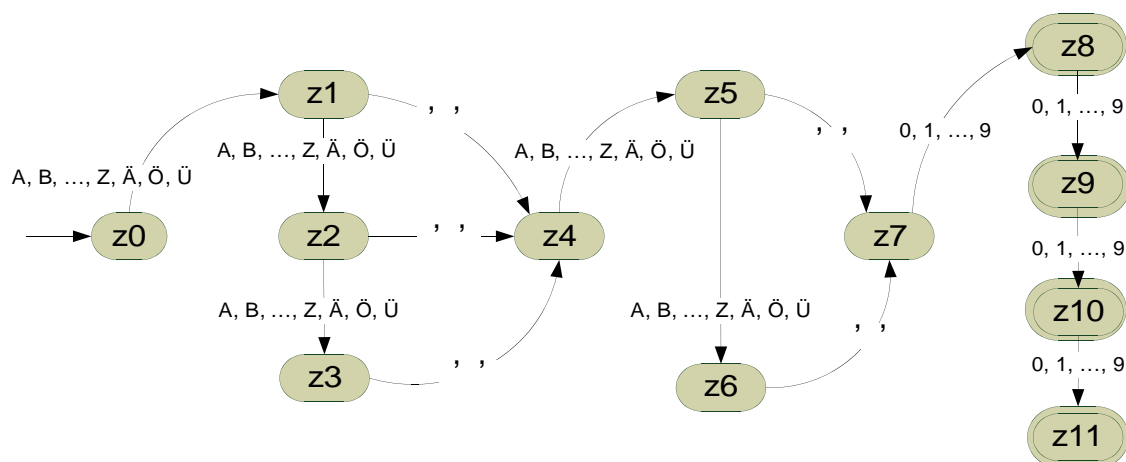 z8
z1
z5
, ,
0, 1, …, 9
, ,
0, 1, …, 9
A, B, …, Z, Ä, Ö, Ü
A, B, …, Z, Ä, Ö, Ü
A, B, …, Z, Ä, Ö, Ü
z9
z0
z2
, ,
z4
z7
0, 1, …, 9
A, B, …, Z, Ä, Ö, Ü
A, B, …, Z, Ä, Ö, Ü
z10
, ,
, ,
0, 1, …, 9
z3
z6
z11